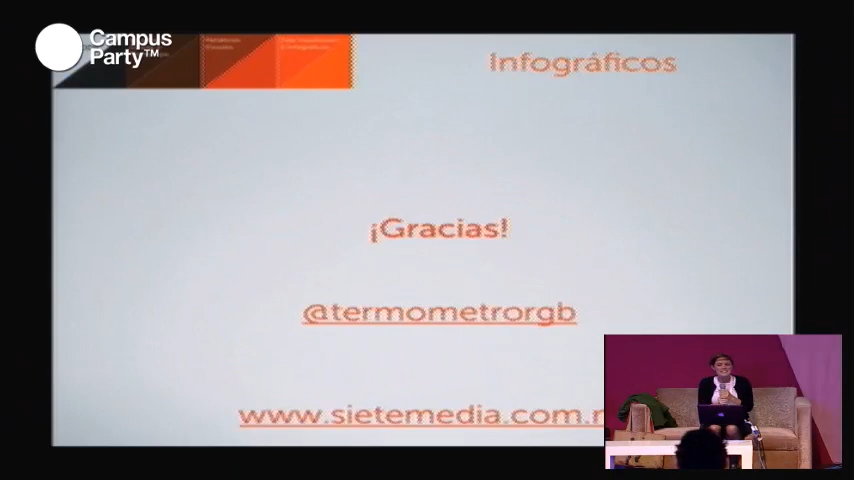 Campus
Party™
Infográficos
¡Gracias!
@termometrorgb
www.sietemedia.com.